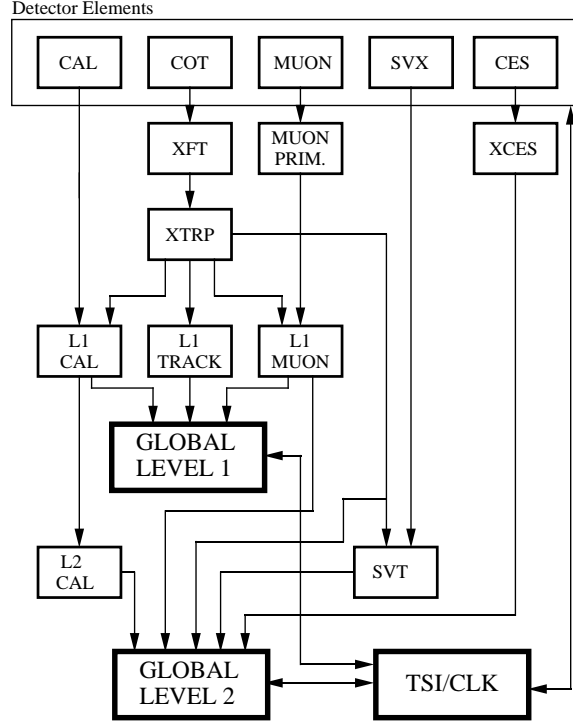 Detector Elements
CAL
COT
MUON
SVX
CES
XFT
MUON
PRIM.
XCES
XTRP
L1
CAL
L1
TRACK
L1
MUON
GLOBAL
LEVEL 1
L2
CAL
SVT
GLOBAL
LEVEL 2
TSI/CLK